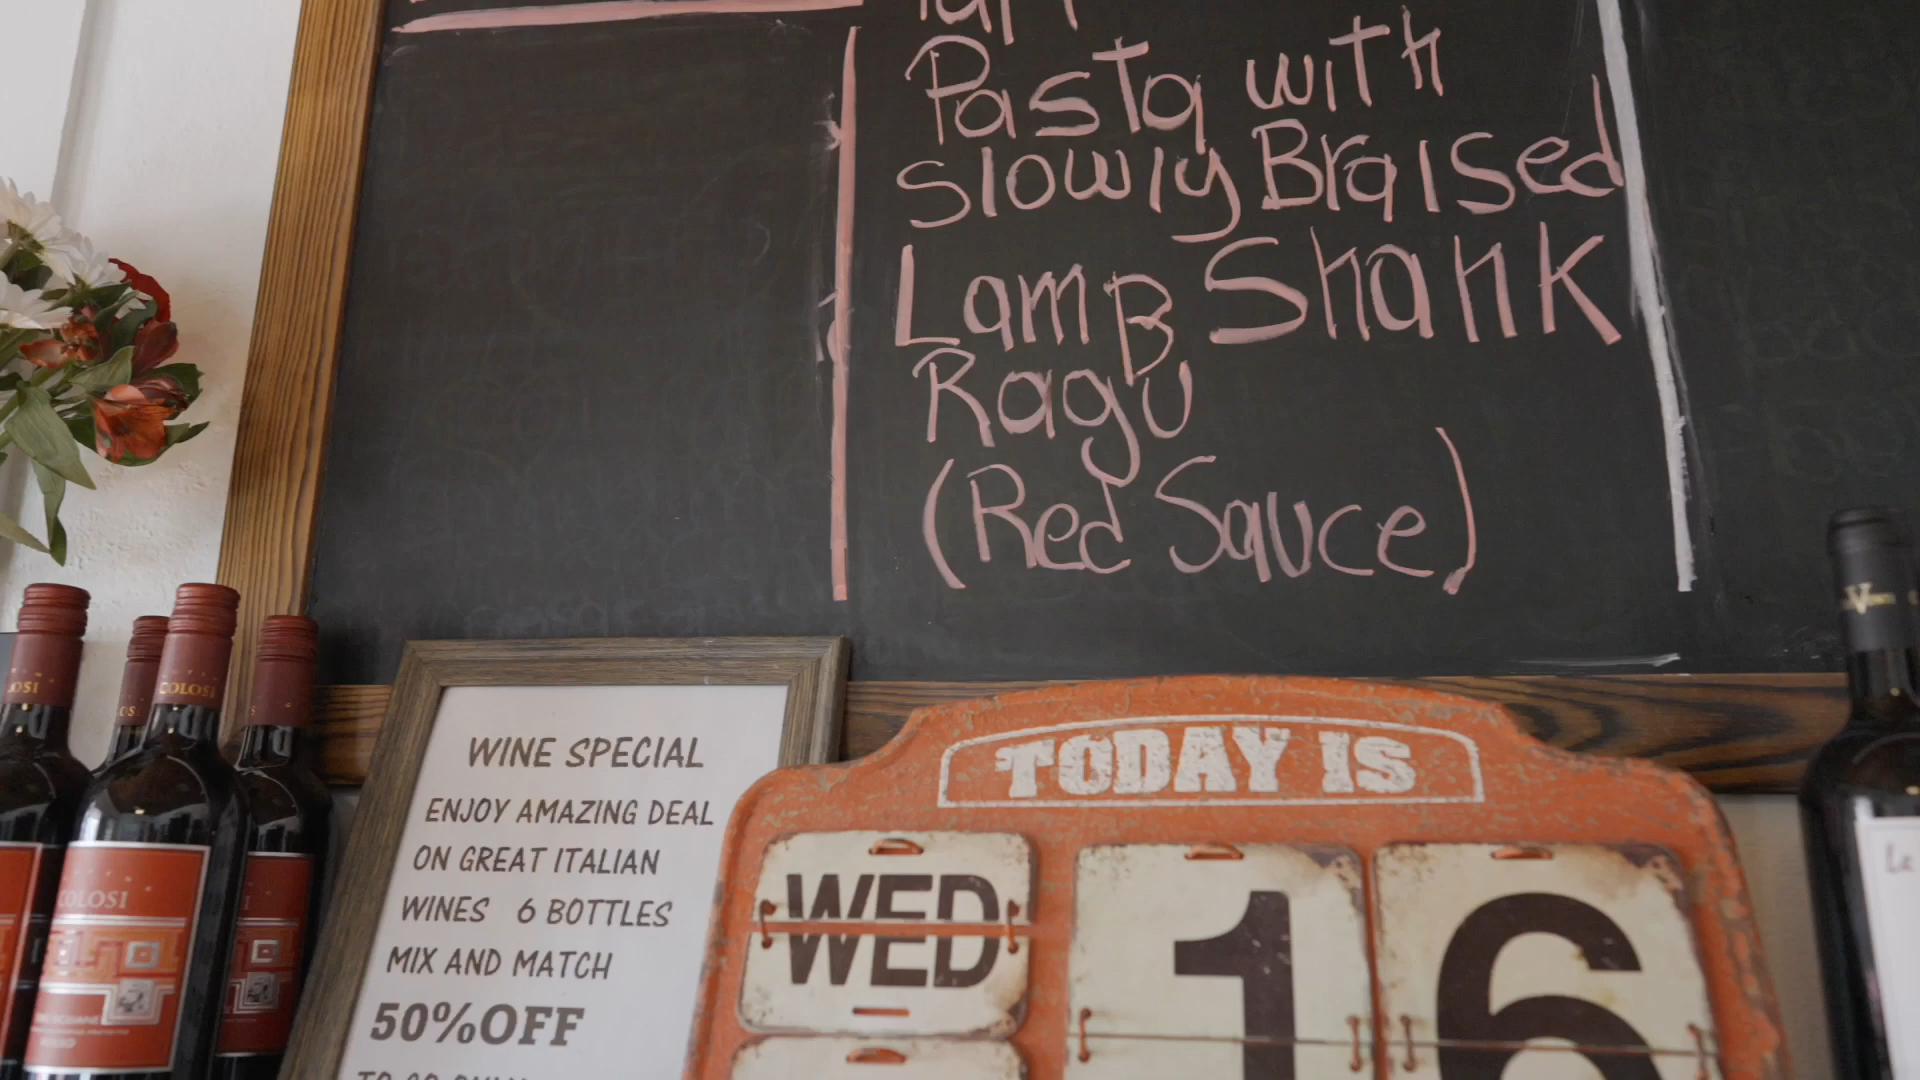 Pasta with
slowly Braised
Lamb Shank
Ragu
(Red Sauce)
WINE SPECIAL
ENJOY AMAZING DEAL
ON GREAT ITALIAN
WINES 6 BOTTLES
MIX AND MATCH
50%OFF
TODAY IS
WED
16
COLOSI
COLOSI